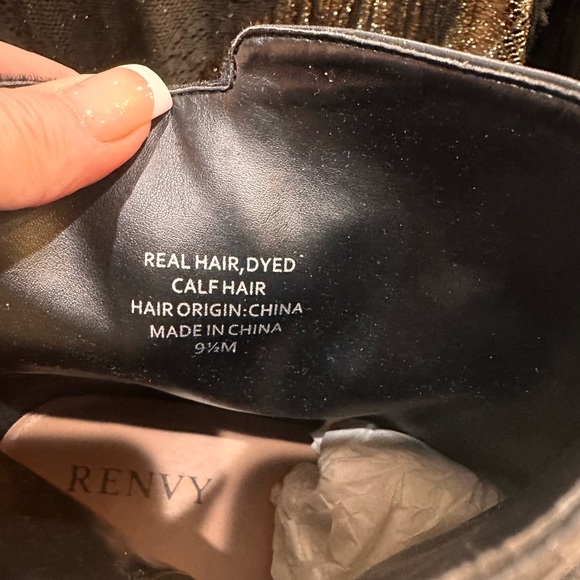 REAL HAIR,DYED
CALF HAIR
HAIR ORIGIN:CHINA
MADE IN CHINA
9½M
RENVY